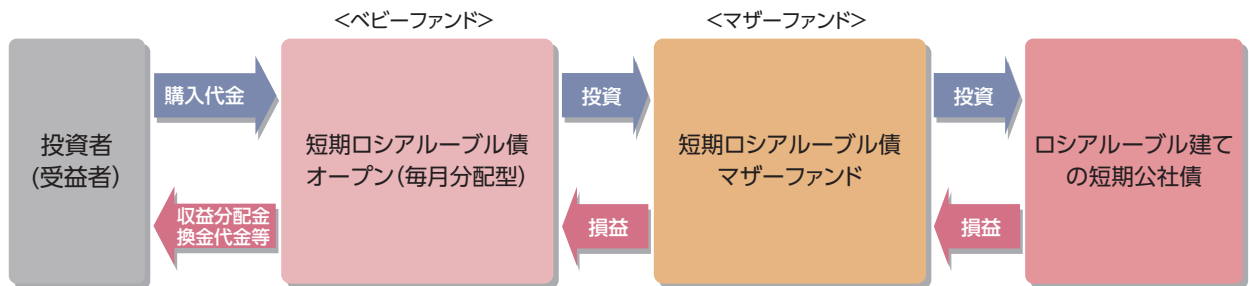 <ベビーファンド>
<マザーファンド>
購入代金
投資
投資
投資者
(受益者)
短期ロシアルーブル債
オープン(毎月分配型)
短期ロシアルーブル債
マザーファンド
ロシアルーブル建て
の短期公社債
収益分配金
換金代金等
損益
損益